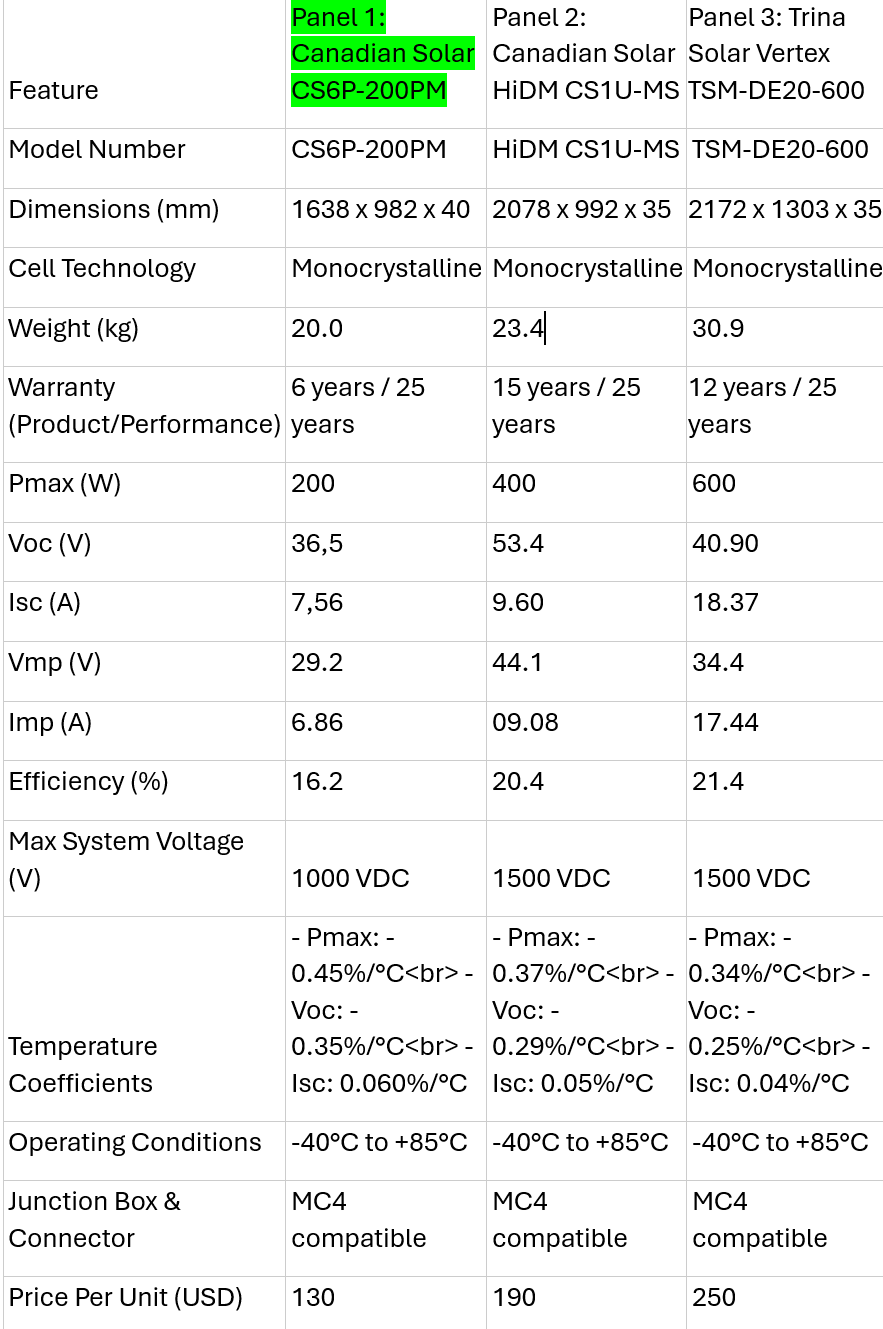 Feature
Panel 1:
Canadian Solar
CS6P-200PM
Panel 2:
Canadian Solar
HiDM CS1U-MS
Panel 3: Trina
Solar Vertex
TSM-DE20-600
Model Number
CS6P-200PM
HiDM CS1U-MS
TSM-DE20-600
Dimensions (mm)
1638 x 982 x 40
2078 x 992 x 35
2172 x 1303 x 35
Cell Technology
Monocrystalline
Monocrystalline
Monocrystalline
Weight (kg)
20.0
23.4
30.9
Warranty
(Product/Performance)
6 years / 25
years
15 years / 25
years
12 years / 25
years
Pmax (W)
200
400
600
Voc (V)
36,5
53.4
40.90
Isc (A)
7,56
9.60
18.37
Vmp (V)
29.2
44.1
34.4
Imp (A)
6.86
09.08
17.44
Efficiency (%)
16.2
20.4
21.4
Max System Voltage
(V)
1000 VDC
1500 VDC
1500 VDC
Temperature
Coefficients
- Pmax: -
0.45%/°C<br> -
Voc: -
0.35%/°C<br> -
Isc: 0.060%/°C
- Pmax: -
0.37%/°C<br> -
Voc: -
0.29%/°C<br> -
Isc: 0.05%/°C
- Pmax: -
0.34%/°C<br> -
Voc: -
0.25%/°C<br> -
Isc: 0.04%/°C
Operating Conditions
-40°C to +85°C
-40°C to +85°C
-40°C to +85°C
Junction Box &
Connector
MC4
compatible
MC4
compatible
MC4
compatible
Price Per Unit (USD)
130
190
250